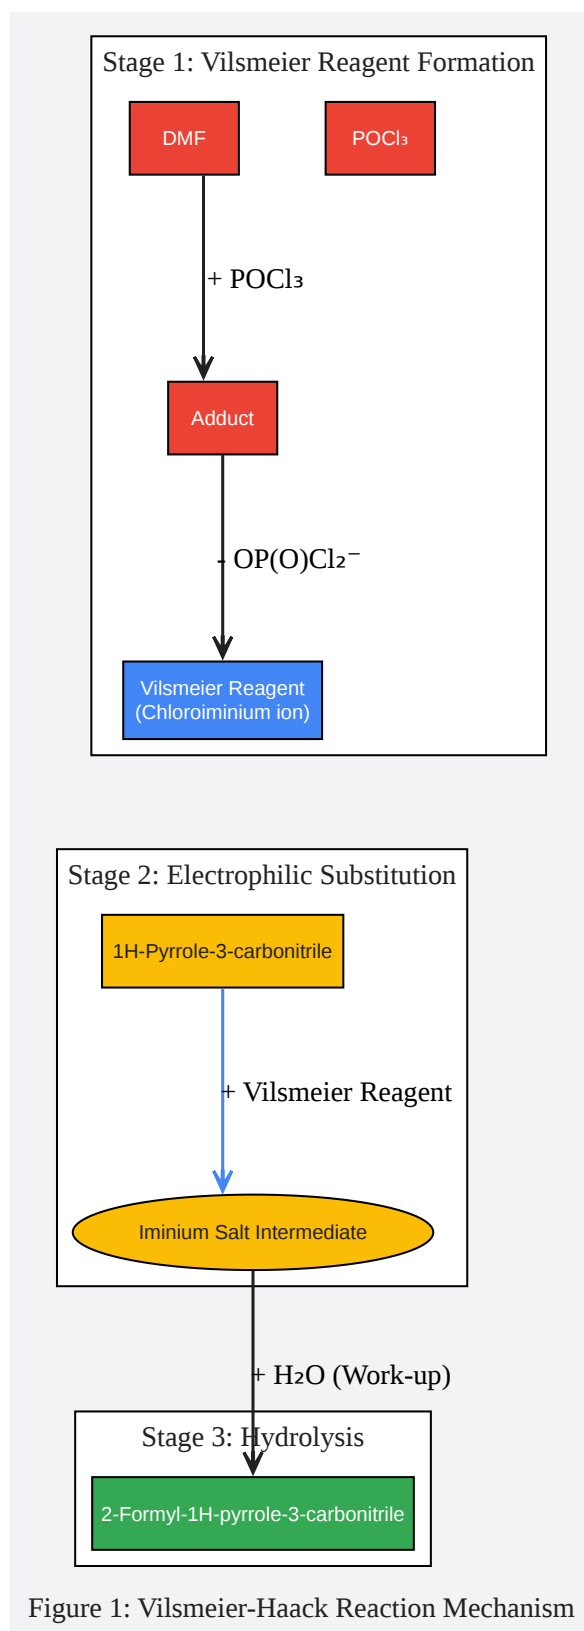 Stage 1: Vilsmeier Reagent Formation
DMF
POCl₃
+ POCl₃
Adduct
- OP(O)Cl₂⁻
Vilsmeier Reagent
(Chloroiminium ion)
Stage 2: Electrophilic Substitution
1H-Pyrrole-3-carbonitrile
+ Vilsmeier Reagent
Iminium Salt Intermediate
+ H₂O (Work-up)
Stage 3: Hydrolysis
2-Formyl-1H-pyrrole-3-carbonitrile
Figure 1: Vilsmeier-Haack Reaction Mechanism